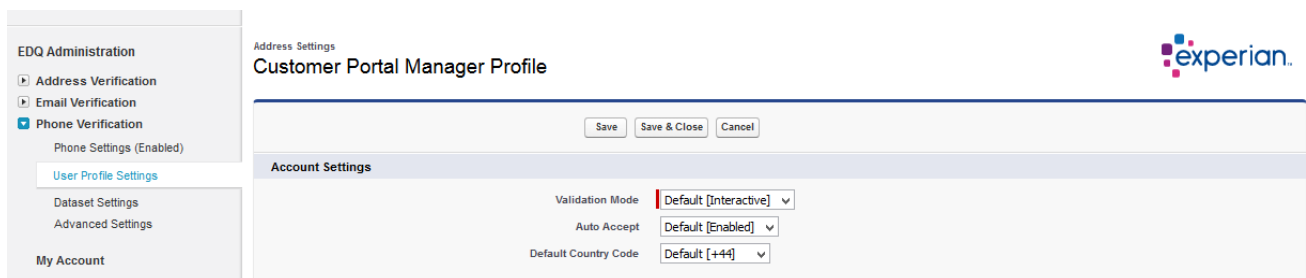 EDQ Administration
Address Verification
Email Verification
Phone Verification
Phone Settings (Enabled)
User Profile Settings
Dataset Settings
Advanced Settings
My Account
Address Settings
Customer Portal Manager Profile
experian.
Save Save & Close Cancel
Account Settings
Validation Mode Default [Interactive]
Auto Accept Default [Enabled]
Default Country Code Default [+44]